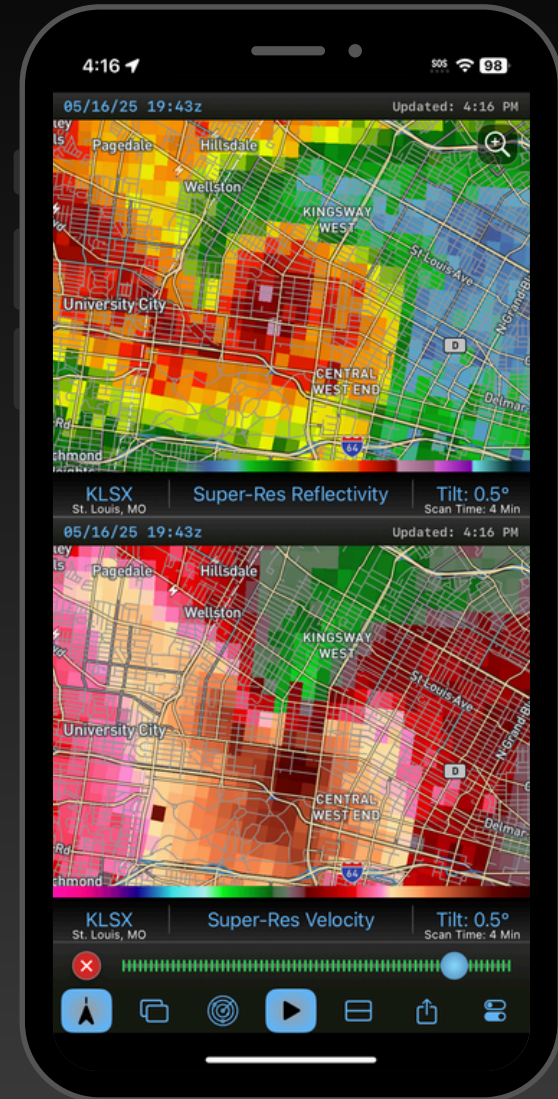 4:16
SOS
98
05/16/25 19:43z
Updated: 4:16 PM
Pagedale
Hillsdale
Wellston
KINGSWAY
WEST
St Louis Ave
University City
D
CENTRAL
WEST END
Delmar
Rd
64
KLSX
St. Louis, MO
Super-Res Reflectivity
Tilt: 0.5°
Scan Time: 4 Min
05/16/25 19:43z
Updated: 4:16 PM
Pagedale
Hillsdale
Wellston
KINGSWAY
WEST
St Louis Ave
University City
D
CENTRAL
WEST END
Delmar
Rd
64
KLSX
St. Louis, MO
Super-Res Velocity
Tilt: 0.5°
Scan Time: 4 Min